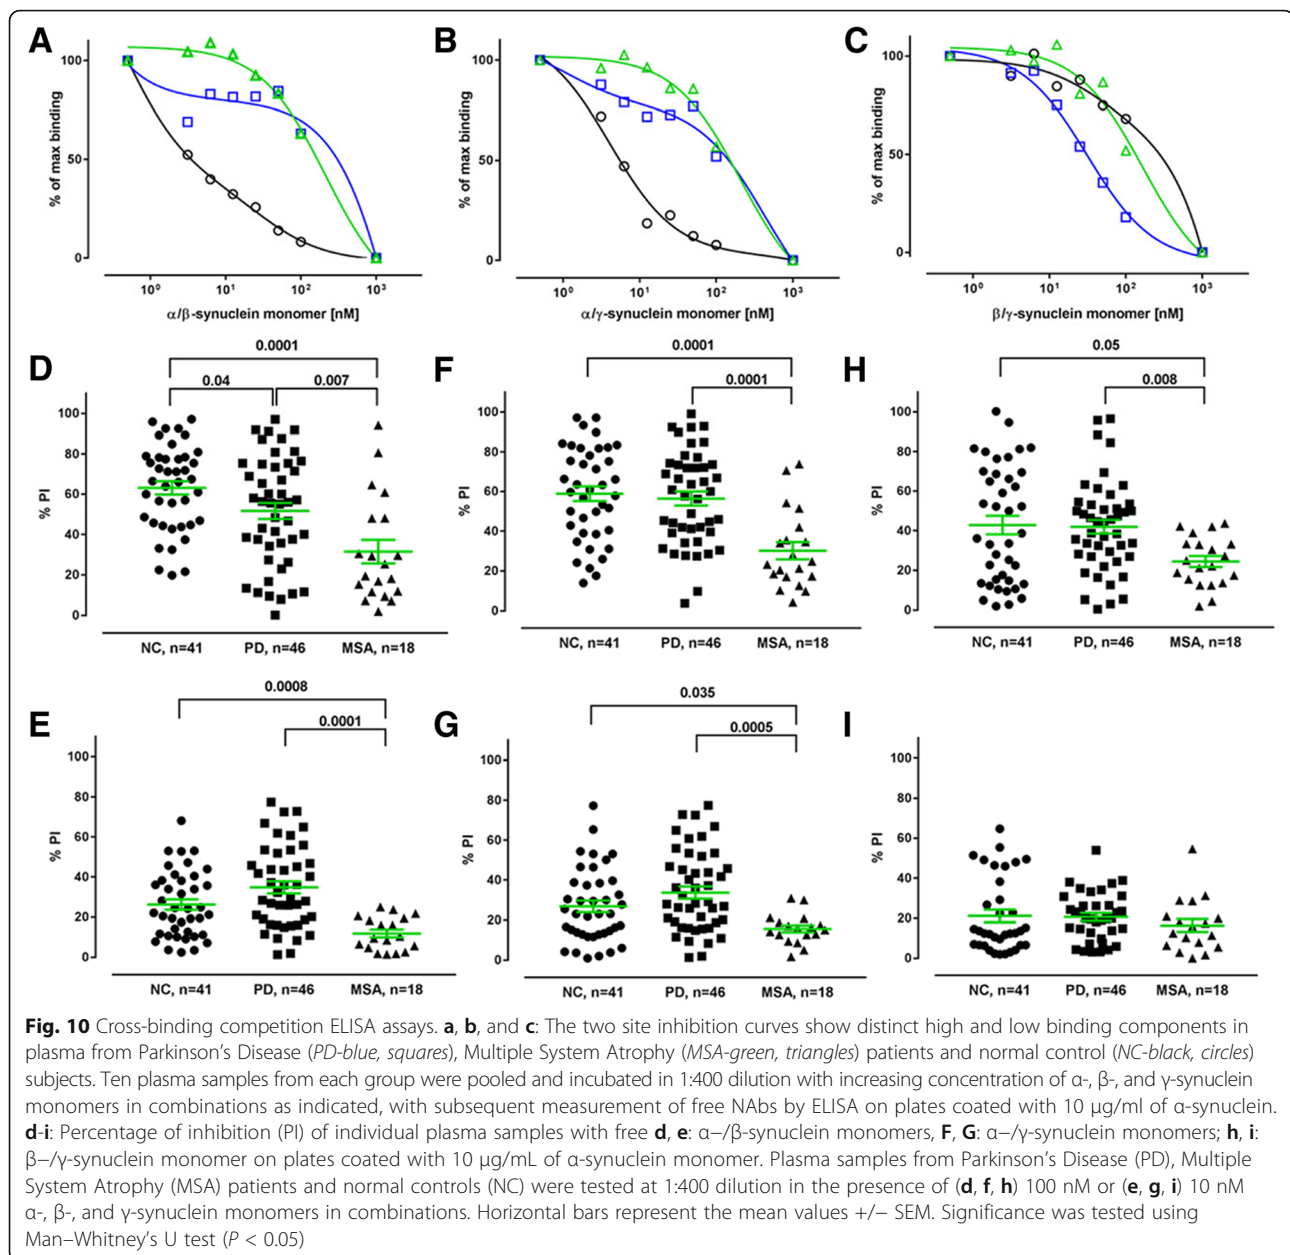 A
B
C
% of max binding
100
50
0
10⁰
10¹
10²
10³
α/β-synuclein monomer [nM]
% of max binding
100
50
0
10⁰
10¹
10²
10³
α/γ-synuclein monomer [nM]
% of max binding
100
50
0
10⁰
10¹
10²
10³
β/γ-synuclein monomer [nM]
D
0.0001
0.04
0.007
% PI
100
80
60
40
20
0
NC, n=41
PD, n=46
MSA, n=18
F
0.0001
0.0001
% PI
100
80
60
40
20
0
NC, n=41
PD, n=46
MSA, n=18
H
0.05
0.008
% PI
100
80
60
40
20
0
NC, n=41
PD, n=46
MSA, n=18
E
0.0008
0.0001
% PI
100
80
60
40
20
0
NC, n=41
PD, n=46
MSA, n=18
G
0.035
0.0005
% PI
100
80
60
40
20
0
NC, n=41
PD, n=46
MSA, n=18
I
% PI
100
80
60
40
20
0
NC, n=41
PD, n=46
MSA, n=18
Fig. 10 Cross-binding competition ELISA assays. a, b, and c: The two site inhibition curves show distinct high and low binding components in
plasma from Parkinson's Disease (PD-blue, squares), Multiple System Atrophy (MSA-green, triangles) patients and normal control (NC-black, circles)
subjects. Ten plasma samples from each group were pooled and incubated in 1:400 dilution with increasing concentration of α-, β-, and γ-synuclein
monomers in combinations as indicated, with subsequent measurement of free NAbs by ELISA on plates coated with 10 μg/ml of α-synuclein.
d-i: Percentage of inhibition (PI) of individual plasma samples with free d, e: α–/β-synuclein monomers, F, G: α–/γ-synuclein monomers; h, i:
β–/γ-synuclein monomer on plates coated with 10 μg/mL of α-synuclein monomer. Plasma samples from Parkinson's Disease (PD), Multiple
System Atrophy (MSA) patients and normal controls (NC) were tested at 1:400 dilution in the presence of (d, f, h) 100 nM or (e, g, i) 10 nM
α-, β-, and γ-synuclein monomers in combinations. Horizontal bars represent the mean values +/− SEM. Significance was tested using
Man–Whitney's U test (P < 0.05)